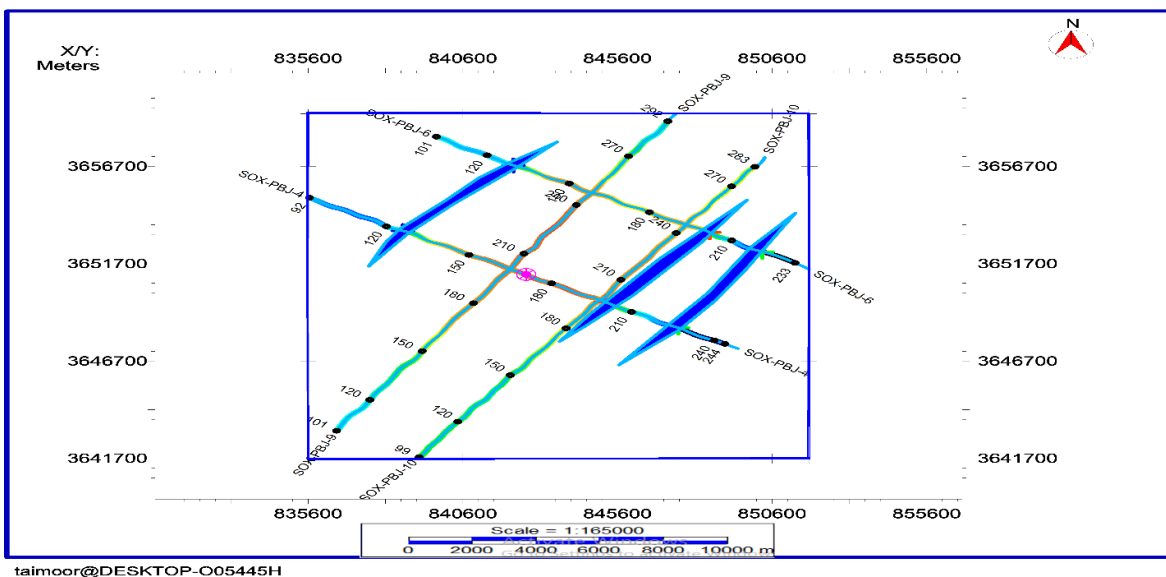 N
X/Y:
Meters
835600 840600 845600 850600 855600
SOX-PBJ-9
SOX-PBJ-10
SOX-PBJ-6
292
101
283
3656700 120 270 270 3656700
SOX-PBJ-4
92
240
180 240
120 210 210
3651700 150 233 3651700
SOX-PBJ-6
210
180 180
210
180
3646700 150 240 3646700
244
SOX-PBJ-4
150
120
120
101
99
3641700 SOX-PBJ-9 3641700
SOX-PBJ-10
835600 840600 845600 850600 855600
Scale = 1:165000
0 2000 4000 6000 8000 10000 m
taimoor@DESKTOP-O05445H